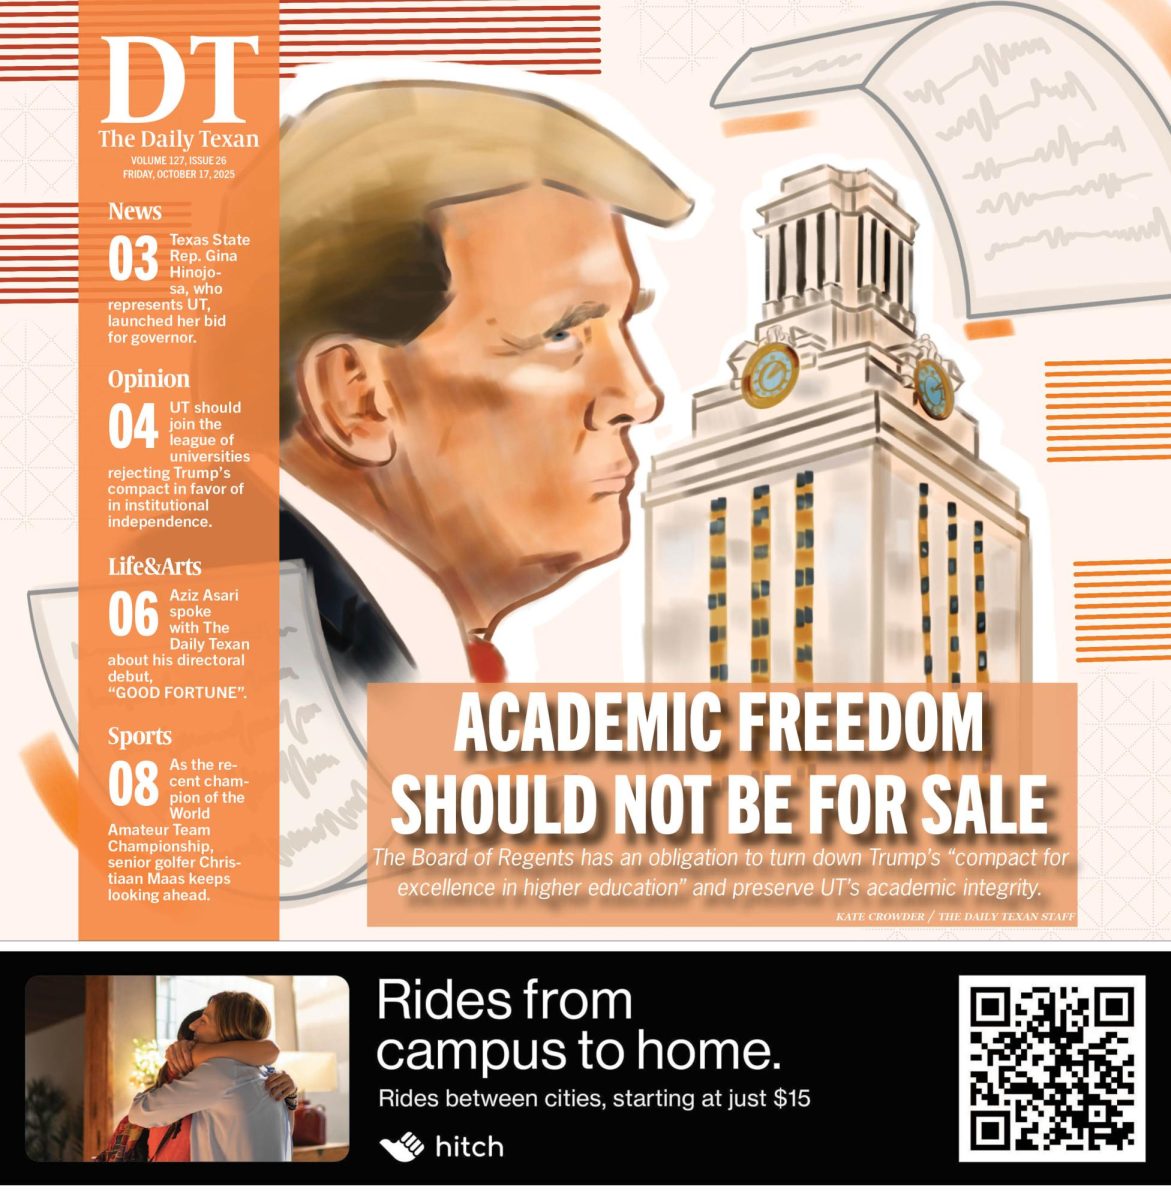 DT
The Daily Texan
VOLUME 127, ISSUE 26
FRIDAY, OCTOBER 17, 2025
News
03
Texas State
Rep. Gina
Hinojo-
sa, who
represents UT,
launched her bid
for governor.
Opinion
04
UT should
join the
league of
universities
rejecting Trump's
compact in favor of
in institutional
independence.
Life&Arts
06
Aziz Asari
spoke
with The
Daily Texan
about his directoral
debut,
“GOOD FORTUNE”.
Sports
08
As the re-
cent cham-
pion of the
World
Amateur Team
Championship,
senior golfer Chris-
tiaan Maas keeps
looking ahead.
ACADEMIC FREEDOM
SHOULD NOT BE FOR SALE
The Board of Regents has an obligation to turn down Trump's “compact for
excellence in higher education” and preserve UT's academic integrity.
KATE CROWDER / THE DAILY TEXAN STAFF
Rides from
campus to home.
Rides between cities, starting at just $15
hitch